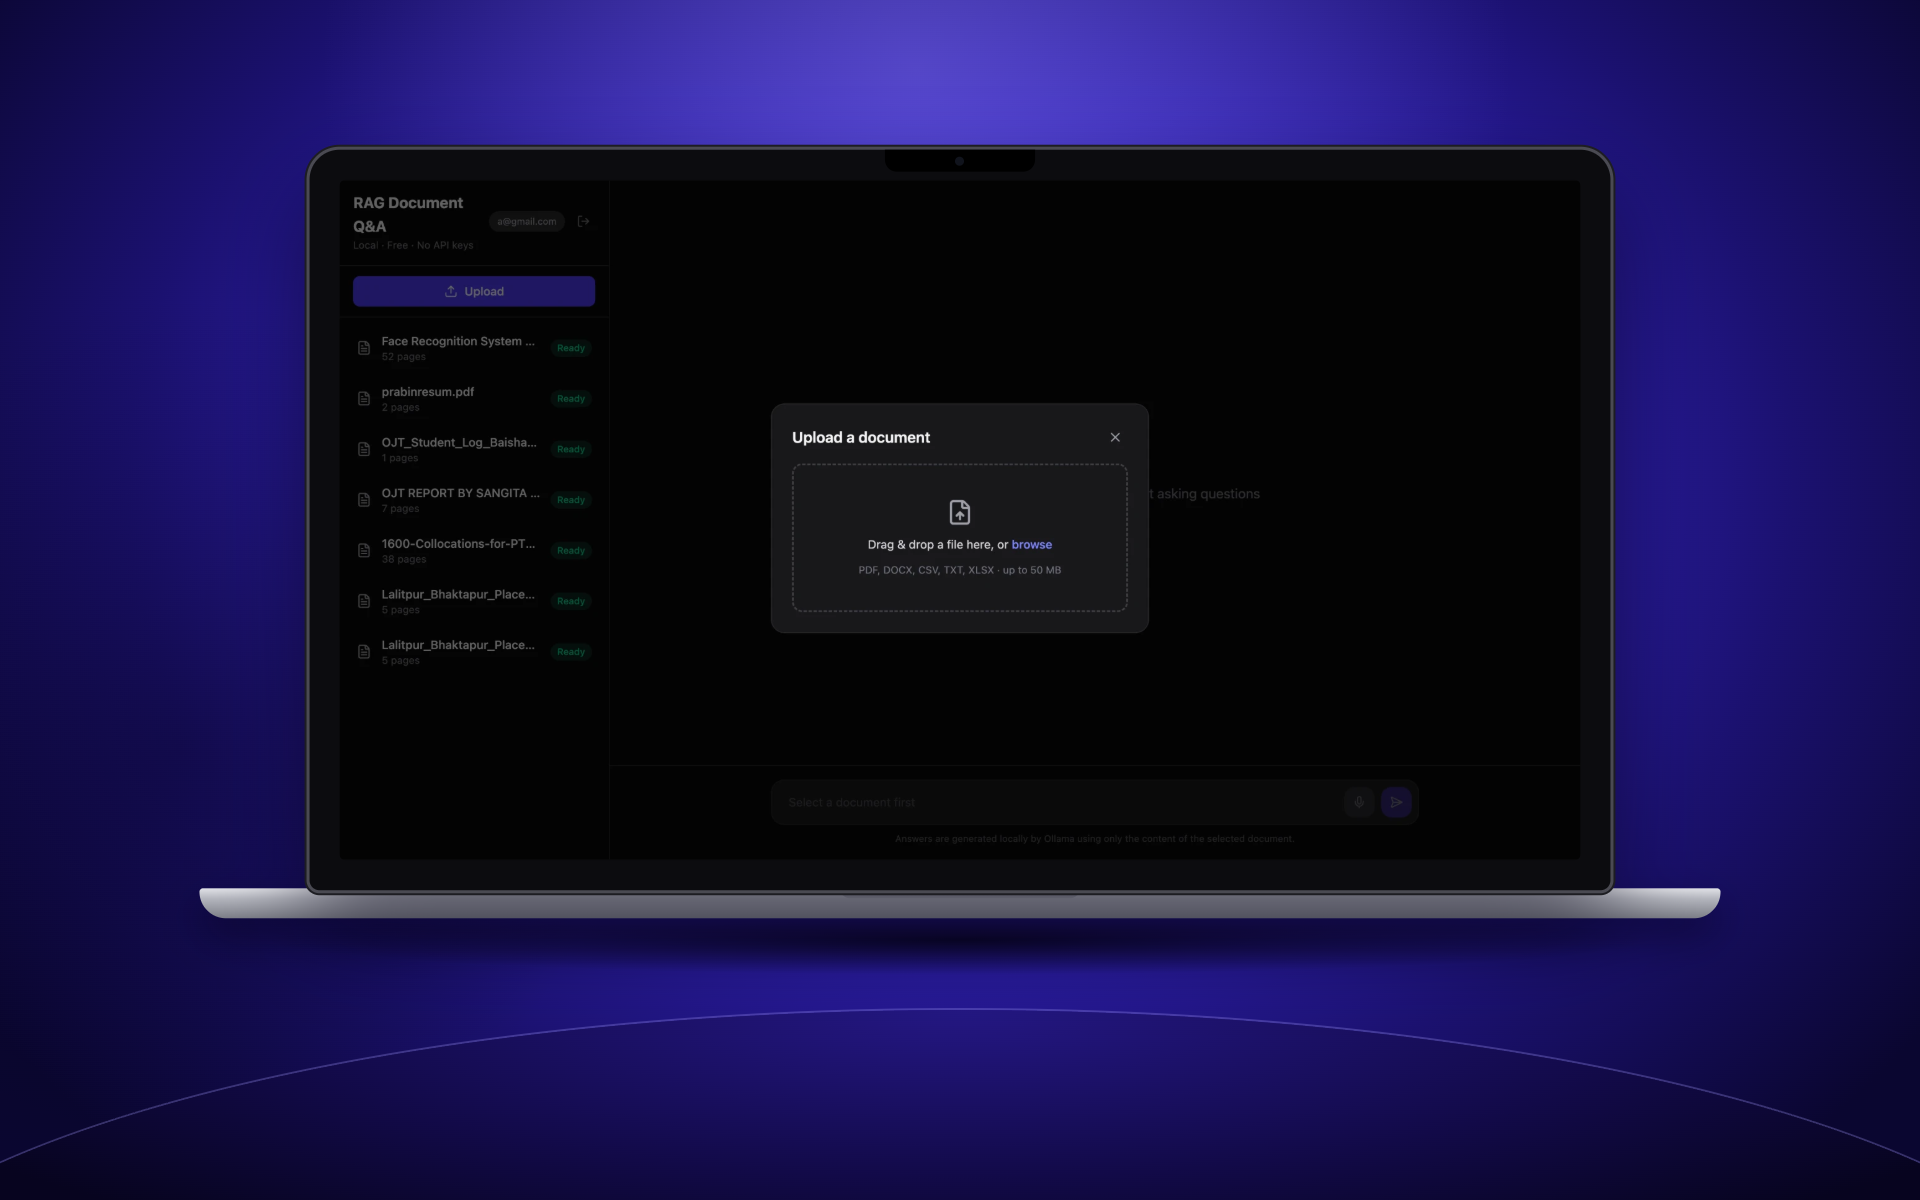 RAG Document
Q&A
a@gmail.com
Local · Free · No API keys
Upload
Face Recognition System ...
52 pages
Ready
prabinresum.pdf
2 pages
Ready
OJT_Student_Log_Baisha...
1 pages
Ready
OJT REPORT BY SANGITA ...
7 pages
Ready
1600-Collocations-for-PT...
38 pages
Ready
Lalitpur_Bhaktapur_Place...
5 pages
Ready
Lalitpur_Bhaktapur_Place...
5 pages
Ready
Upload a document
Drag & drop a file here, or browse
PDF, DOCX, CSV, TXT, XLSX · up to 50 MB
t asking questions
Select a document first
Answers are generated locally by Ollama using only the content of the selected document.